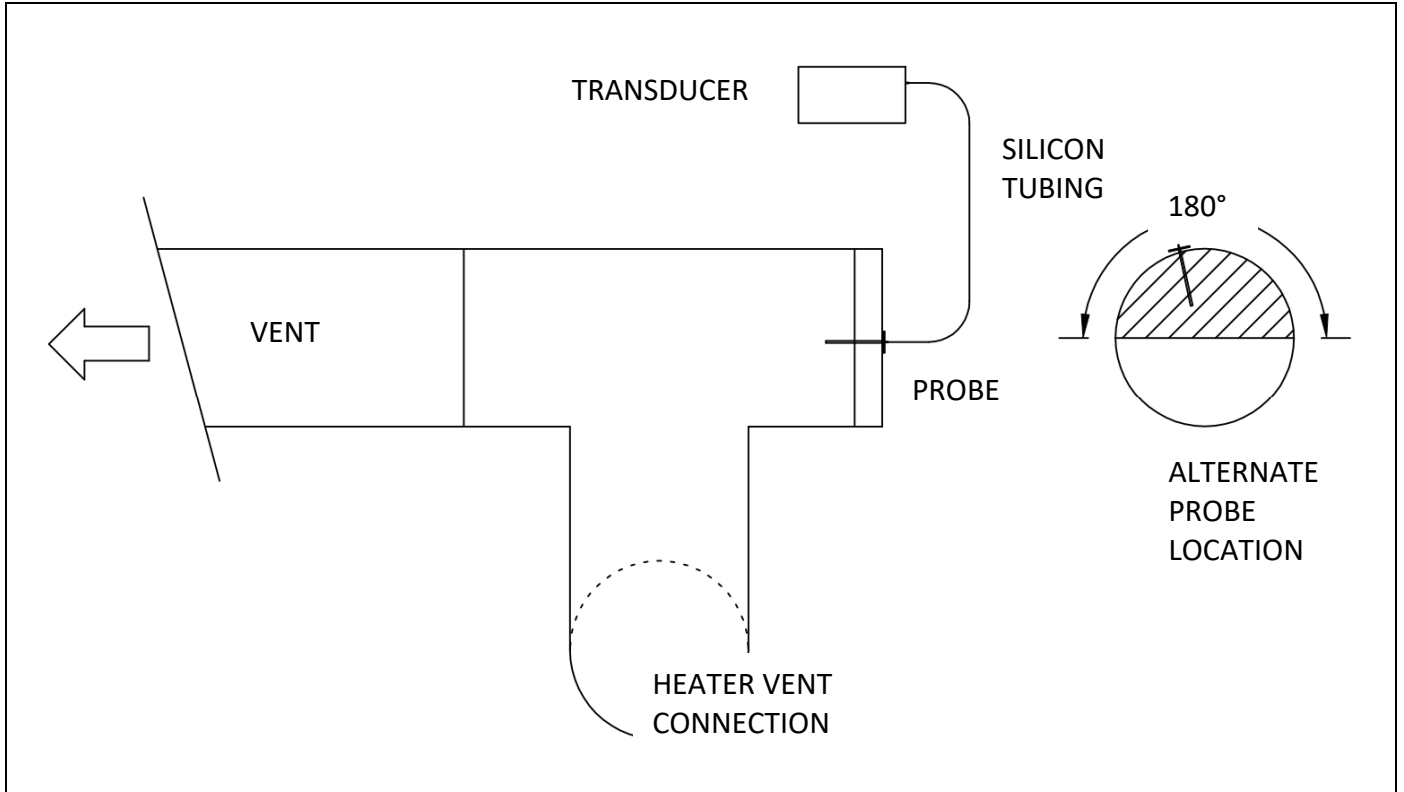 TRANSDUCER
SILICON
TUBING
180°
VENT
PROBE
ALTERNATE
PROBE
LOCATION
HEATER VENT
CONNECTION